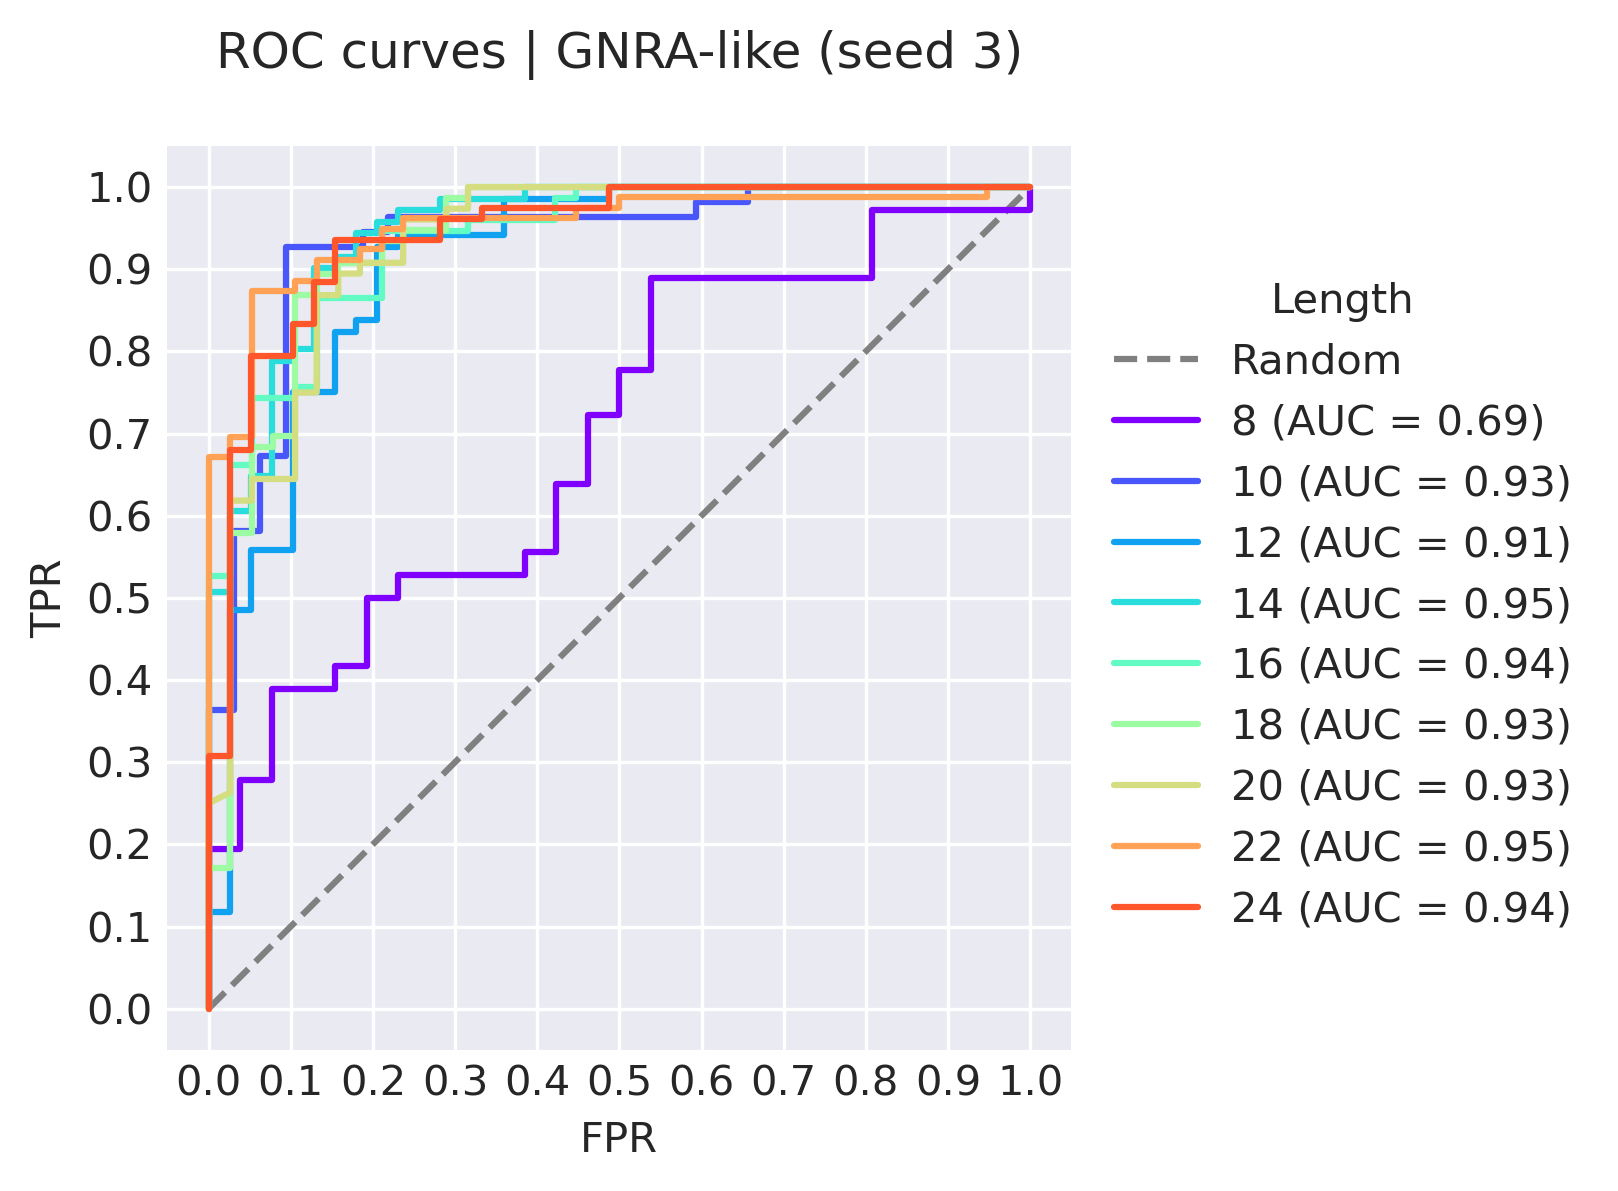 ROC curves | GNRA-like (seed 3)
1.0
0.9
0.8
0.7
0.6
0.5
0.4
0.3
0.2
0.1
0.0
TPR
0.0 0.1 0.2 0.3 0.4 0.5 0.6 0.7 0.8 0.9 1.0
FPR
Length
Random
8 (AUC = 0.69)
10 (AUC = 0.93)
12 (AUC = 0.91)
14 (AUC = 0.95)
16 (AUC = 0.94)
18 (AUC = 0.93)
20 (AUC = 0.93)
22 (AUC = 0.95)
24 (AUC = 0.94)